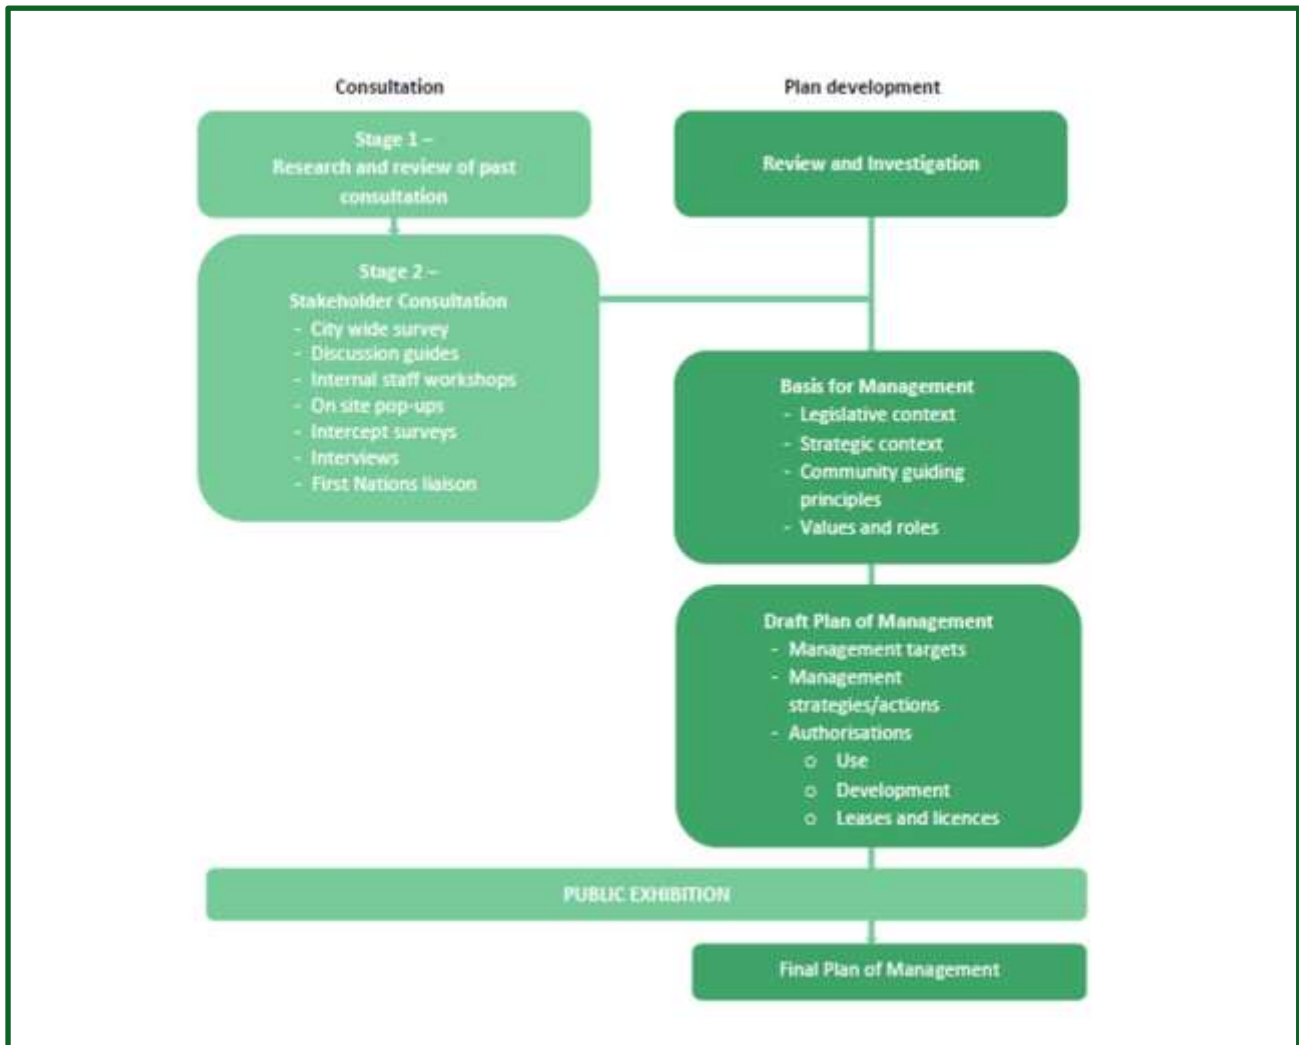 Consultation
Stage 1 –
Research and review of past
consultation
Stage 2 –
Stakeholder Consultation
- City wide survey
- Discussion guides
- Internal staff workshops
- On site pop-ups
- Intercept surveys
- Interviews
- First Nations liaison
Plan development
Review and Investigation
Basis for Management
- Legislative context
- Strategic context
- Community guiding
principles
- Values and roles
Draft Plan of Management
- Management targets
- Management
strategies/actions
- Authorisations
o Use
o Development
o Leases and licences
PUBLIC EXHIBITION
Final Plan of Management